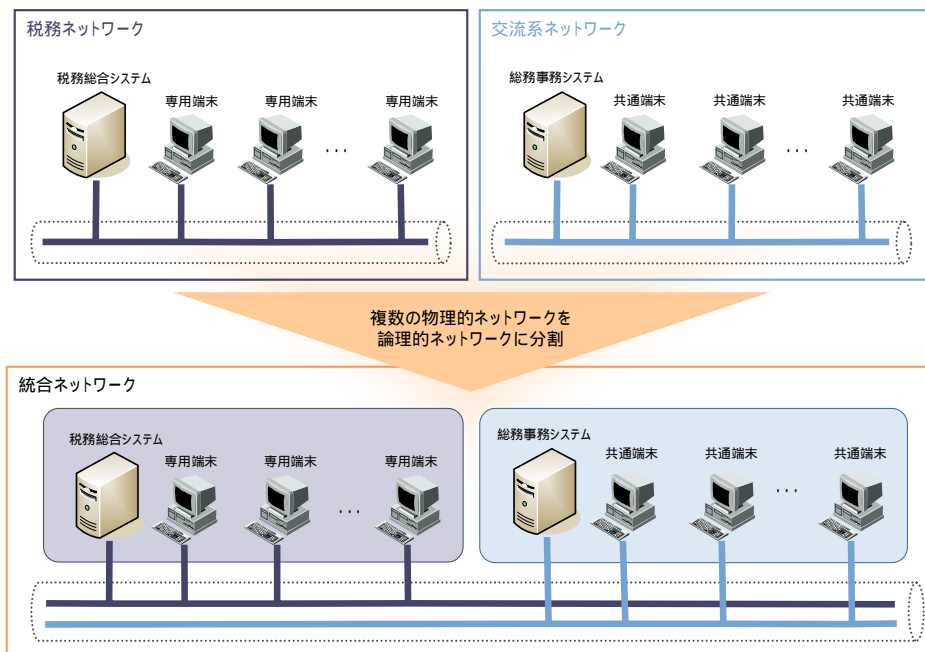 税務ネットワーク
税務総合システム
専用端末
専用端末
...
専用端末
交流系ネットワーク
総務事務システム
共通端末
共通端末
...
共通端末
複数の物理的ネットワークを
論理的ネットワークに分割
統合ネットワーク
税務総合システム
専用端末
専用端末
...
専用端末
総務事務システム
共通端末
共通端末
...
共通端末